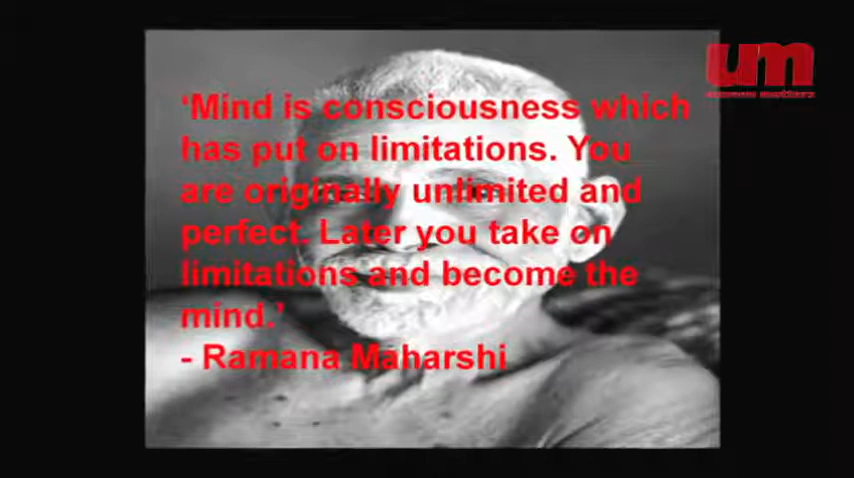 um
'Mind is consciousness which
has put on limitations. You
are originally unlimited and
perfect. Later you take on
limitations and become the
mind.'
- Ramana Maharshi